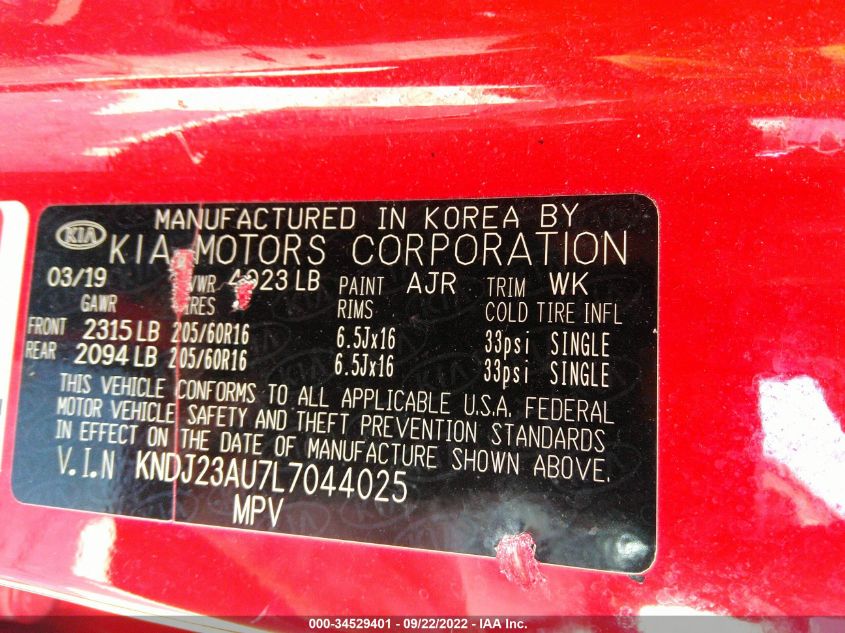 MANUFACTURED IN KOREA BY
KIA KIA MOTORS CORPORATION
03/19 4023 LB PAINT AJR TRIM WK
GAWR RIMS COLD TIRE INFL
FRONT 2315 LB 205/60R16 6.5Jx16 33psi SINGLE
REAR 2094 LB 205/60R16 6.5Jx16 33psi SINGLE
THIS VEHICLE CONFORMS TO ALL APPLICABLE U.S.A. FEDERAL
MOTOR VEHICLE SAFETY AND THEFT PREVENTION STANDARDS
IN EFFECT ON THE DATE OF MANUFACTURE SHOWN ABOVE.
V.I.N KNDJ23AU7L7044025
MPV
000-34529401 - 09/22/2022 - IAA Inc.